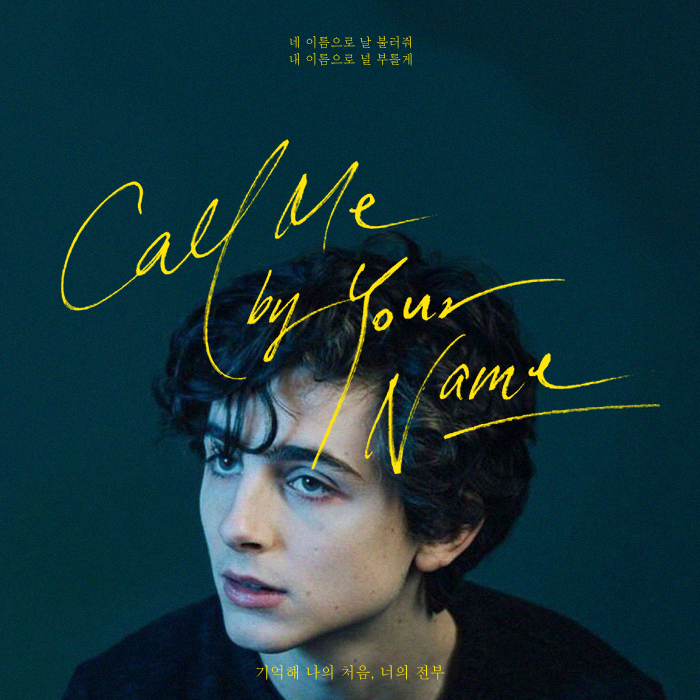 네 이름으로 날 불러줘
내 이름으로 널 부를게
Call Me
by Your
Name
기억해 나의 처음, 너의 전부